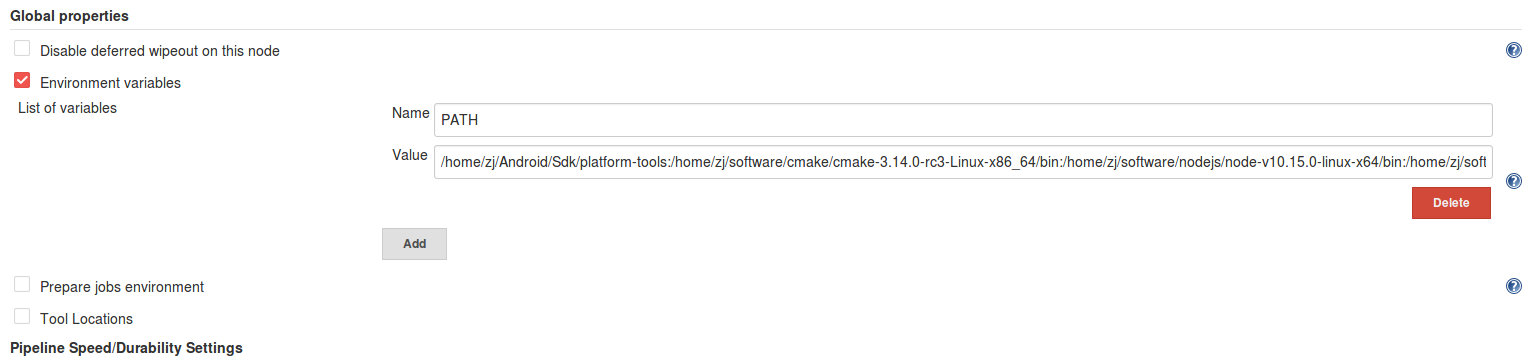 Global properties
Disable deferred wipeout on this node
Environment variables
List of variables
Name
PATH
Value
/home/zj/Android/Sdk/platform-tools:/home/zj/software/cmake/cmake-3.14.0-rc3-Linux-x86_64/bin:/home/zj/software/nodejs/node-v10.15.0-linux-x64/bin:/home/zj/soft
Delete
Add
Prepare jobs environment
Tool Locations
Pipeline Speed/Durability Settings